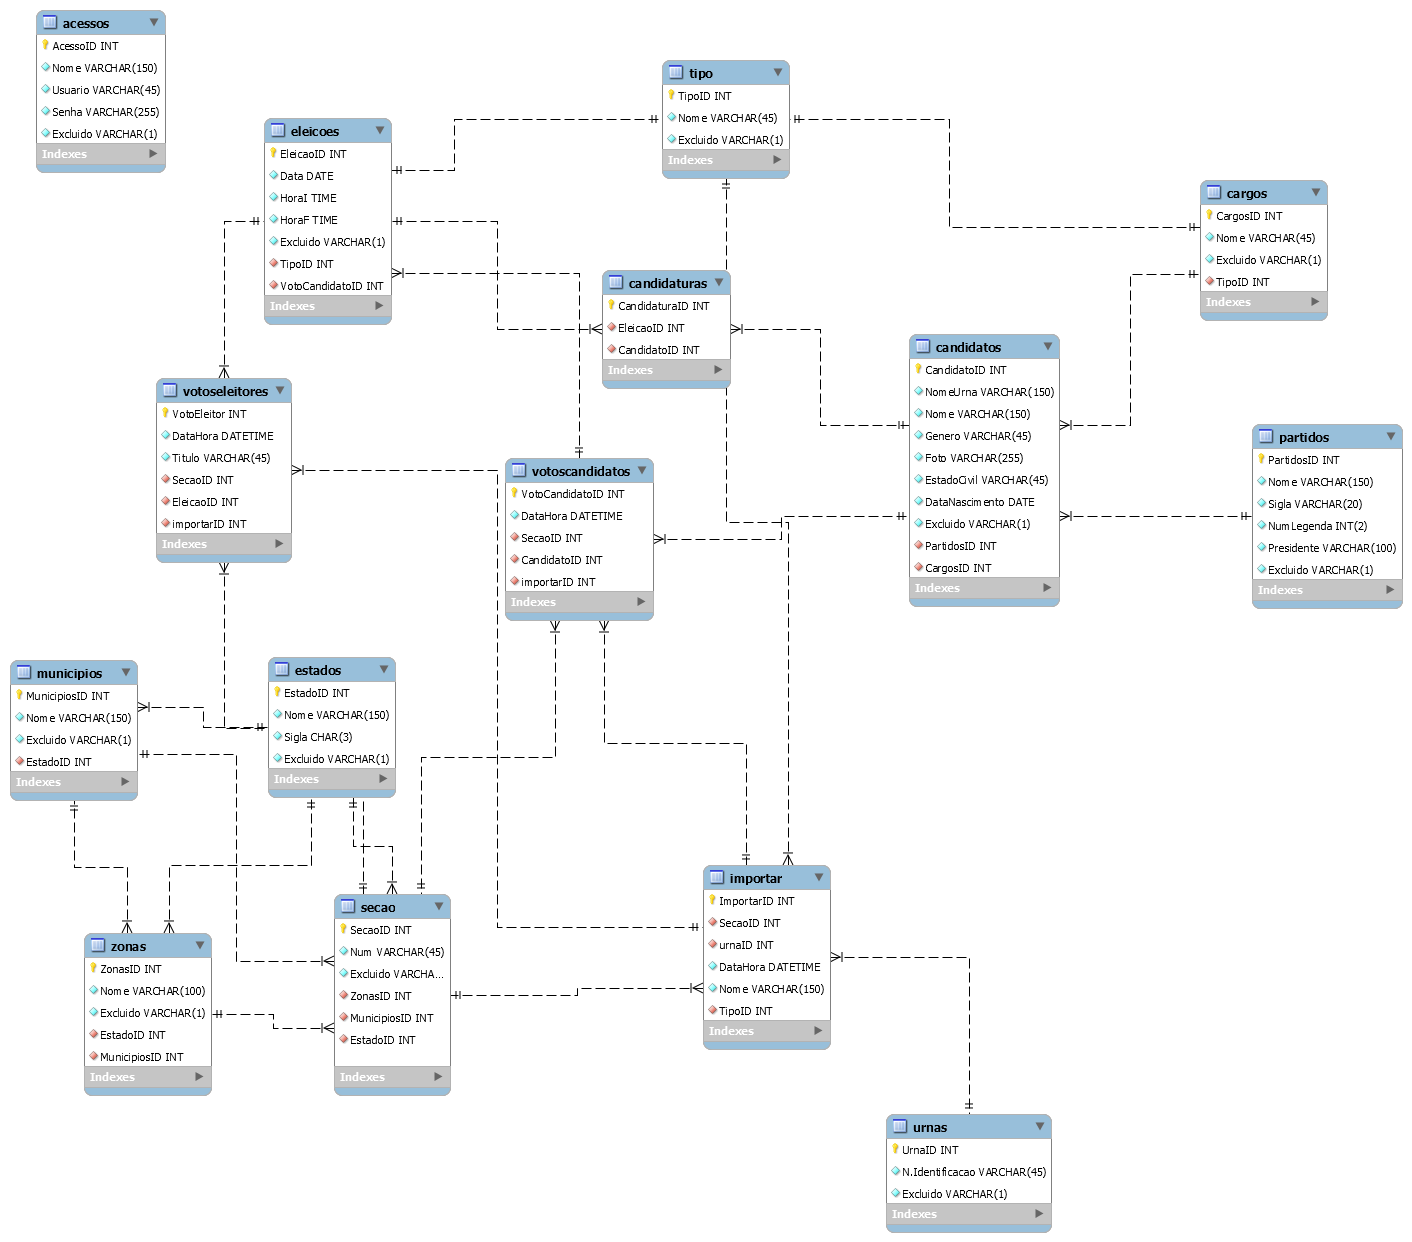 acessos
AcessoID INT
Nome VARCHAR(150)
Usuario VARCHAR(45)
Senha VARCHAR(255)
Excluido VARCHAR(1)
Indexes
tipo
TipoID INT
Nome VARCHAR(45)
Excluido VARCHAR(1)
Indexes
eleicoes
EleicaoID INT
Data DATE
HoraI TIME
HoraF TIME
Excluido VARCHAR(1)
TipoID INT
VotoCandidatoID INT
Indexes
cargos
CargosID INT
Nome VARCHAR(45)
Excluido VARCHAR(1)
TipoID INT
Indexes
candidaturas
CandidaturaID INT
EleicaoID INT
CandidatoID INT
Indexes
candidatos
CandidatoID INT
NomeUrna VARCHAR(150)
Nome VARCHAR(150)
Genero VARCHAR(45)
Foto VARCHAR(255)
EstadoCivil VARCHAR(45)
DataNascimento DATE
Excluido VARCHAR(1)
PartidosID INT
CargosID INT
Indexes
votoseleitores
VotoEleitor INT
DataHora DATETIME
Titulo VARCHAR(45)
SecaoID INT
EleicaoID INT
importarID INT
Indexes
partidos
PartidosID INT
Nome VARCHAR(150)
Sigla VARCHAR(20)
NumLegenda INT(2)
Presidente VARCHAR(100)
Excluido VARCHAR(1)
Indexes
votoscandidatos
VotoCandidatoID INT
DataHora DATETIME
SecaoID INT
CandidatoID INT
importarID INT
Indexes
municipios
MunicipiosID INT
Nome VARCHAR(150)
Excluido VARCHAR(1)
EstadoID INT
Indexes
estados
EstadoID INT
Nome VARCHAR(150)
Sigla CHAR(3)
Excluido VARCHAR(1)
Indexes
importar
ImportarID INT
SecaoID INT
urnaID INT
DataHora DATETIME
Nome VARCHAR(150)
TipoID INT
Indexes
secao
SecaoID INT
Num VARCHAR(45)
Excluido VARCHA...
ZonasID INT
MunicipiosID INT
EstadoID INT
Indexes
zonas
ZonasID INT
Nome VARCHAR(100)
Excluido VARCHAR(1)
EstadoID INT
MunicipiosID INT
Indexes
urnas
UrnaID INT
N.Identificacao VARCHAR(45)
Excluido VARCHAR(1)
Indexes